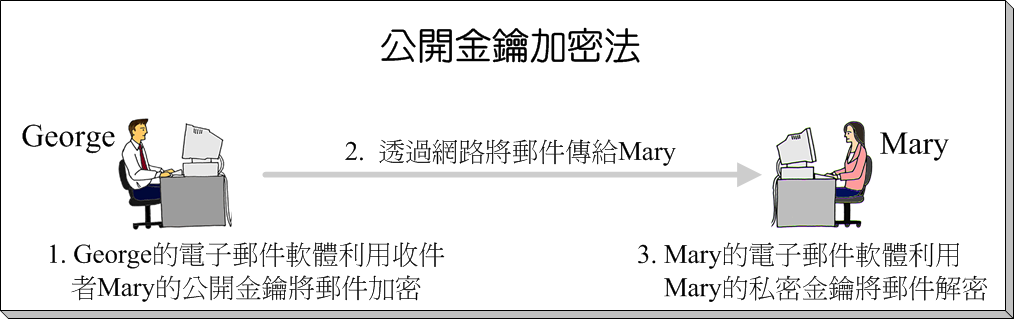 公開金鑰加密法
George
2. 透過網路將郵件傳給Mary
Mary
1. George的電子郵件軟體利用收件
者Mary的公開金鑰將郵件加密
3. Mary的電子郵件軟體利用
Mary的私密金鑰將郵件解密